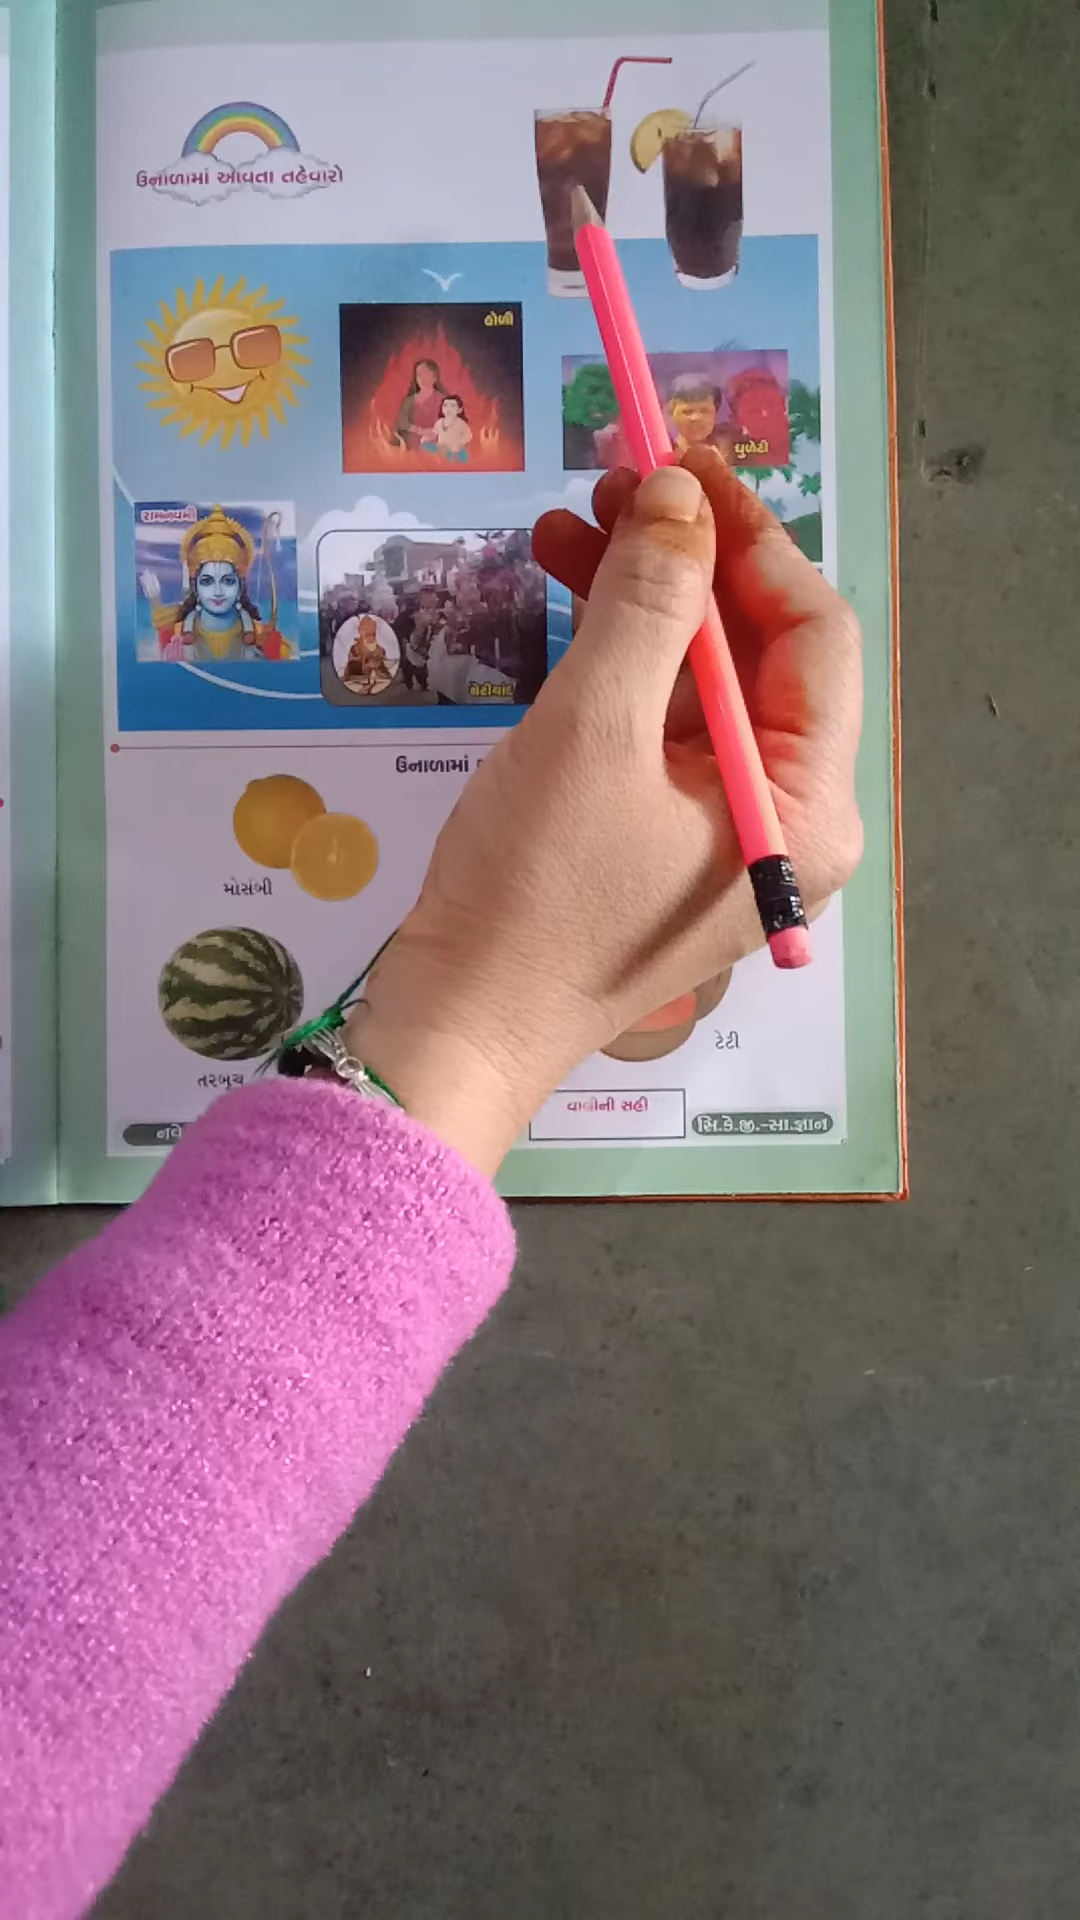 ઉનાળામાં આવતા તહેવારો
હોળી
ધુળેટી
રામનવમી
ચેટીચાંદ
ઉનાળામાં
મોસંબી
તરબૂચ
ટેટી
વાલીની સહી
સિ.કે.જી.-સા.જ્ઞાન